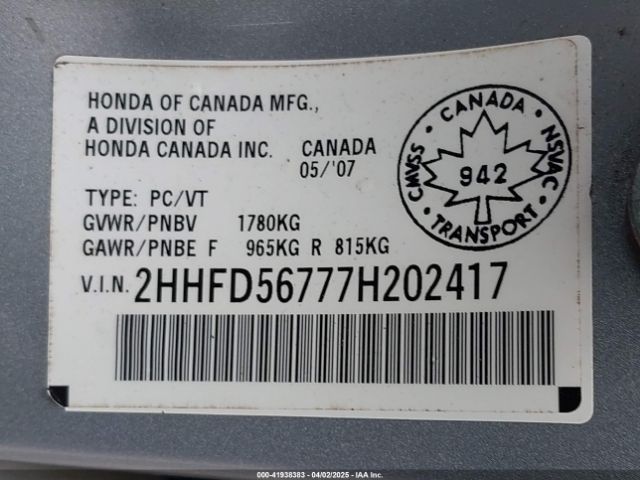 HONDA OF CANADA MFG.,
A DIVISION OF
HONDA CANADA INC. CANADA
05/'07
TYPE: PC/VT
GVWR/PNBV 1780KG
GAWR/PNBE F 965KG R 815KG
V.I.N. 2HHFD56777H202417
· CANADA ·
CMVSS
942
NSVAC
· TRANSPORT ·
000-41938383 - 04/02/2025 - IAA Inc.